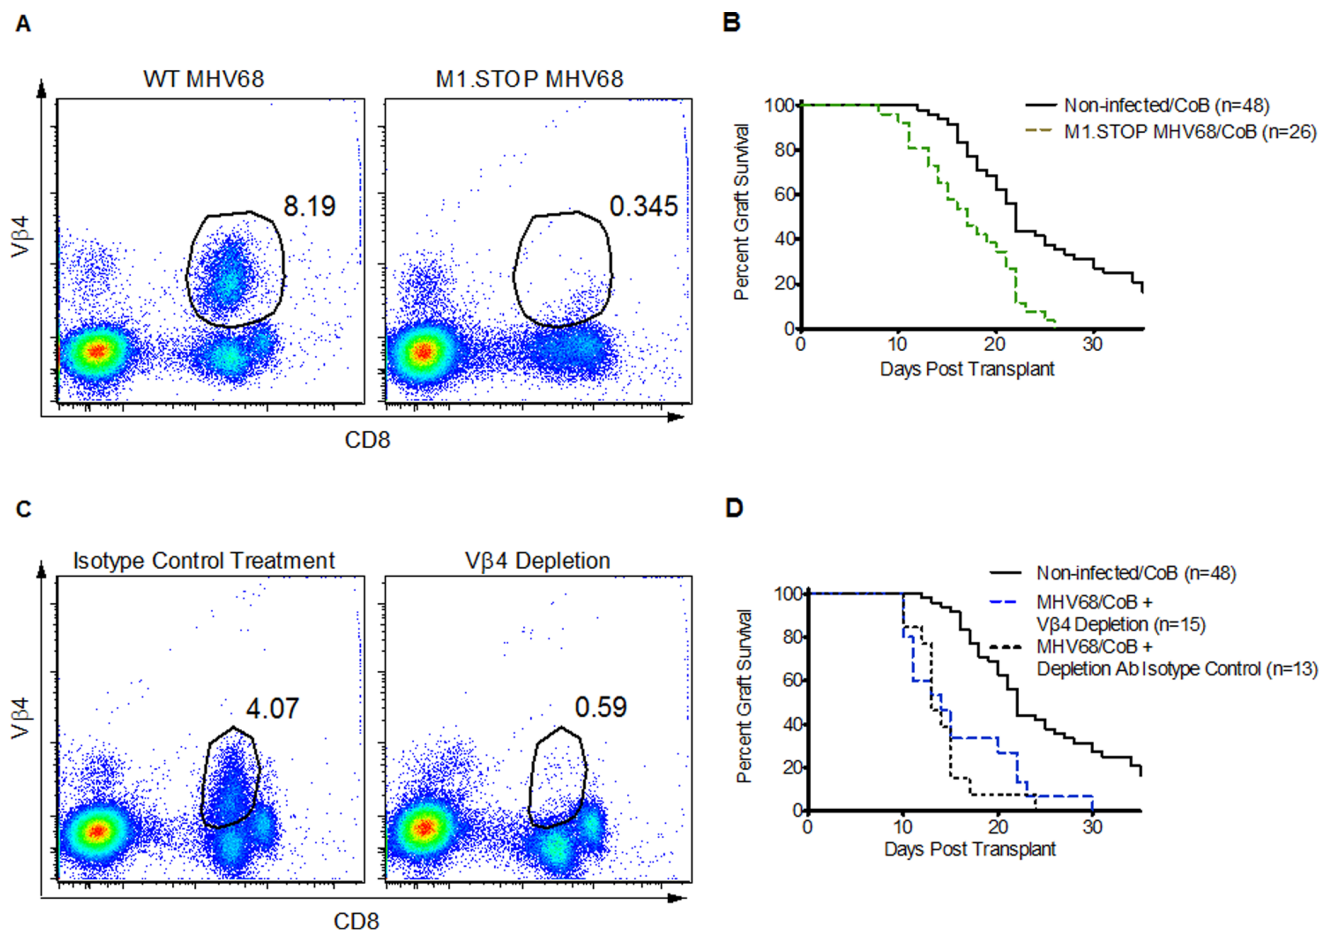 A
WT MHV68
M1.STOP MHV68
Vβ4
8.19
0.345
CD8
B
Percent Graft Survival
100
80
60
40
20
0
0 10 20 30
Days Post Transplant
Non-infected/CoB (n=48)
M1.STOP MHV68/CoB (n=26)
C
Isotype Control Treatment
Vβ4 Depletion
Vβ4
4.07
0.59
CD8
D
Percent Graft Survival
100
80
60
40
20
0
0 10 20 30
Days Post Transplant
Non-infected/CoB (n=48)
MHV68/CoB +
Vβ4 Depletion (n=15)
MHV68/CoB +
Depletion Ab Isotype Control (n=13)